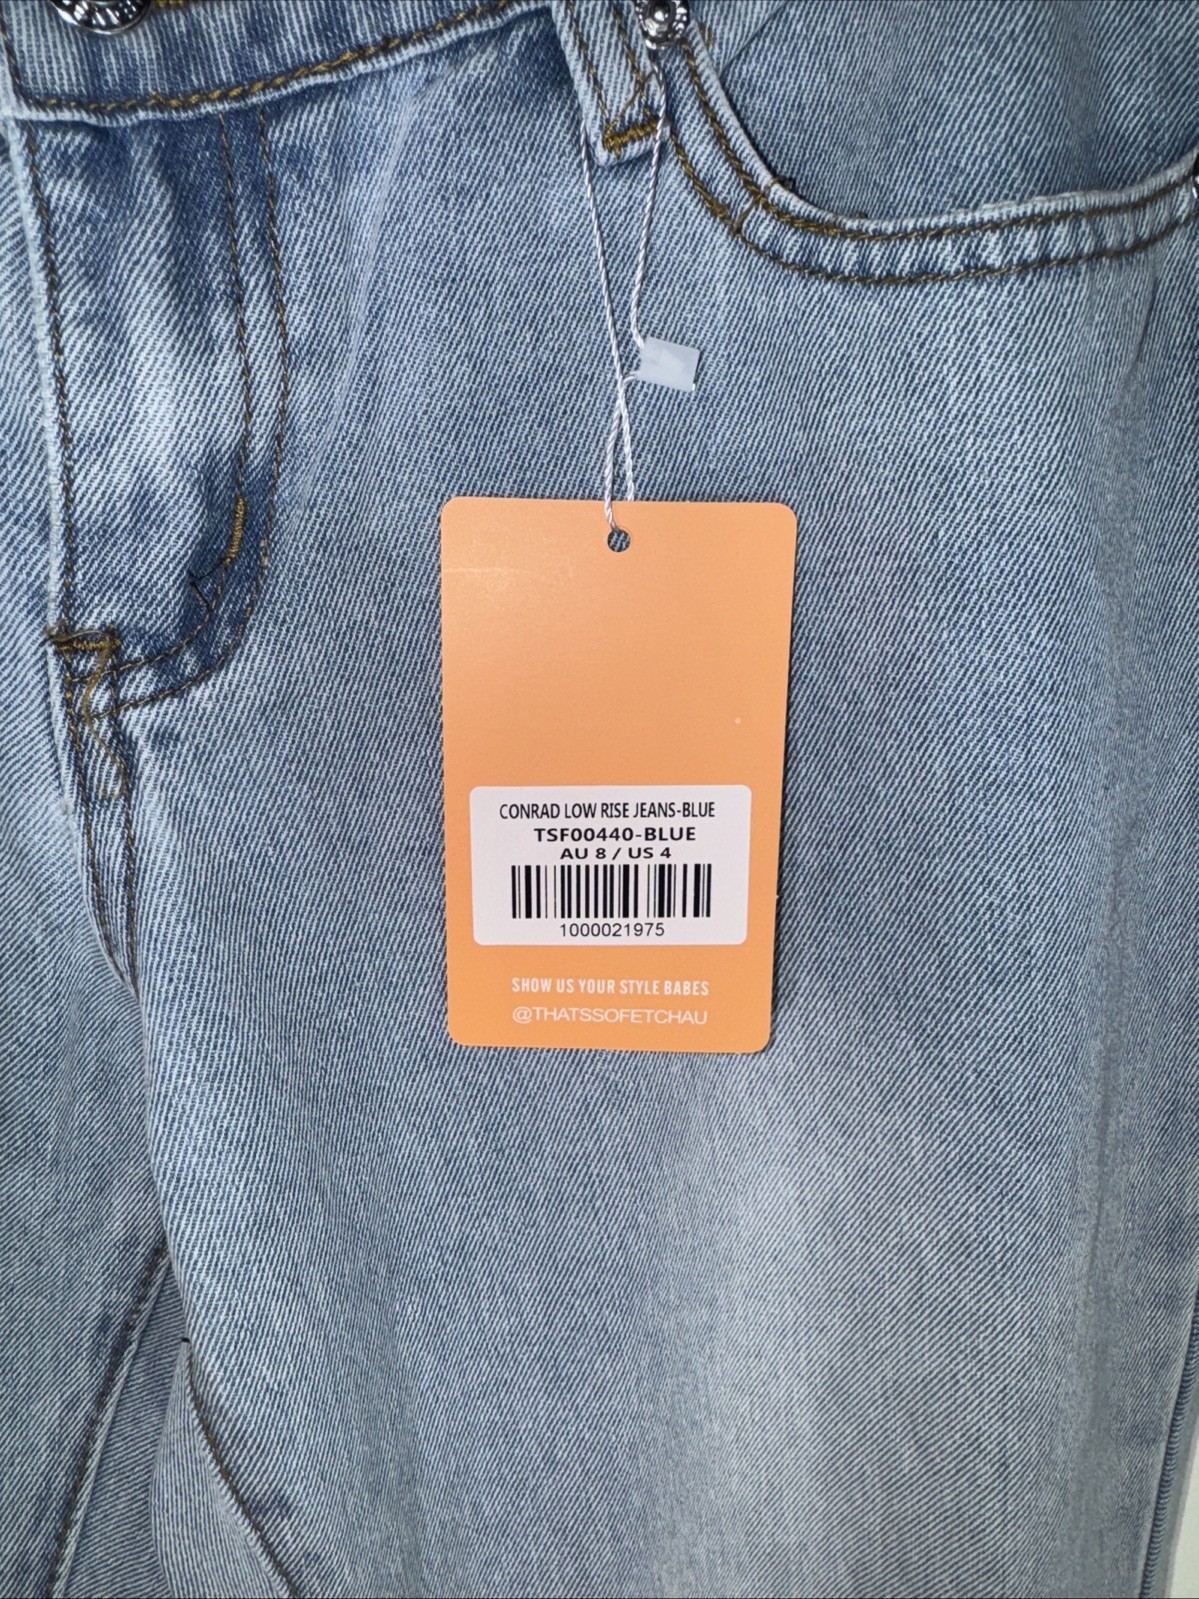 CONRAD LOW RISE JEANS-BLUE
TSF00440-BLUE
AU 8 / US 4
1000021975
SHOW US YOUR STYLE BABES
@THATSSOFETCHAU